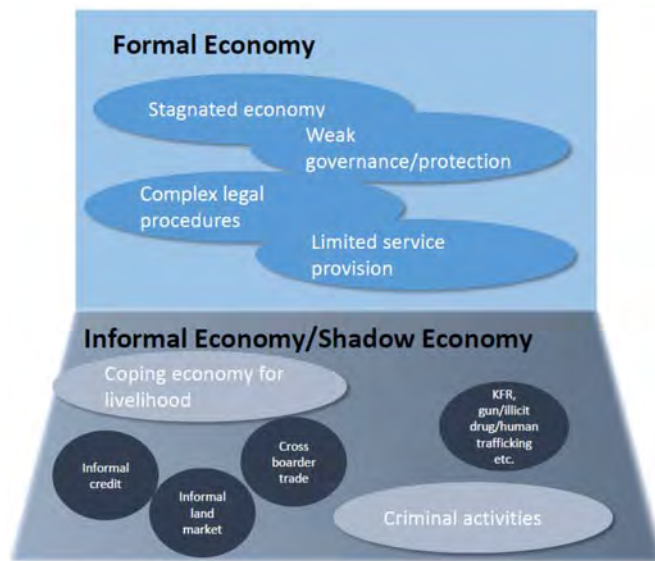 Formal Economy
Stagnated economy
Weak
governance/protection
Complex legal
procedures
Limited service
provision
Informal Economy/Shadow Economy
Coping economy for
livelihood
KFR,
gun/illicit
drug/human
trafficking
etc.
Cross
boarder
trade
Informal
credit
Informal
land
market
Criminal activities